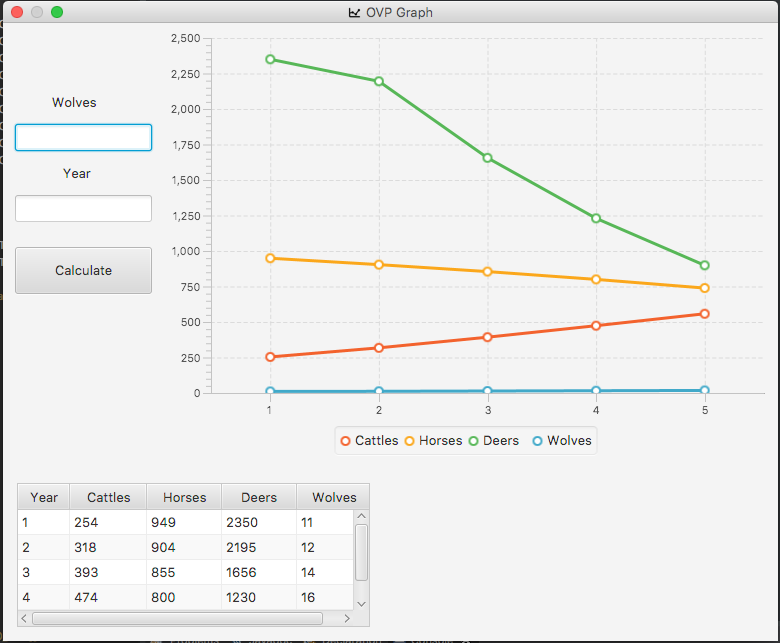 OVP Graph
Wolves
Year
Calculate
2,500
2,250
2,000
1,750
1,500
1,250
1,000
750
500
250
0
1 2 3 4 5
Cattles Horses Deers Wolves
Year Cattles Horses Deers Wolves
1 254 949 2350 11
2 318 904 2195 12
3 393 855 1656 14
4 474 800 1230 16